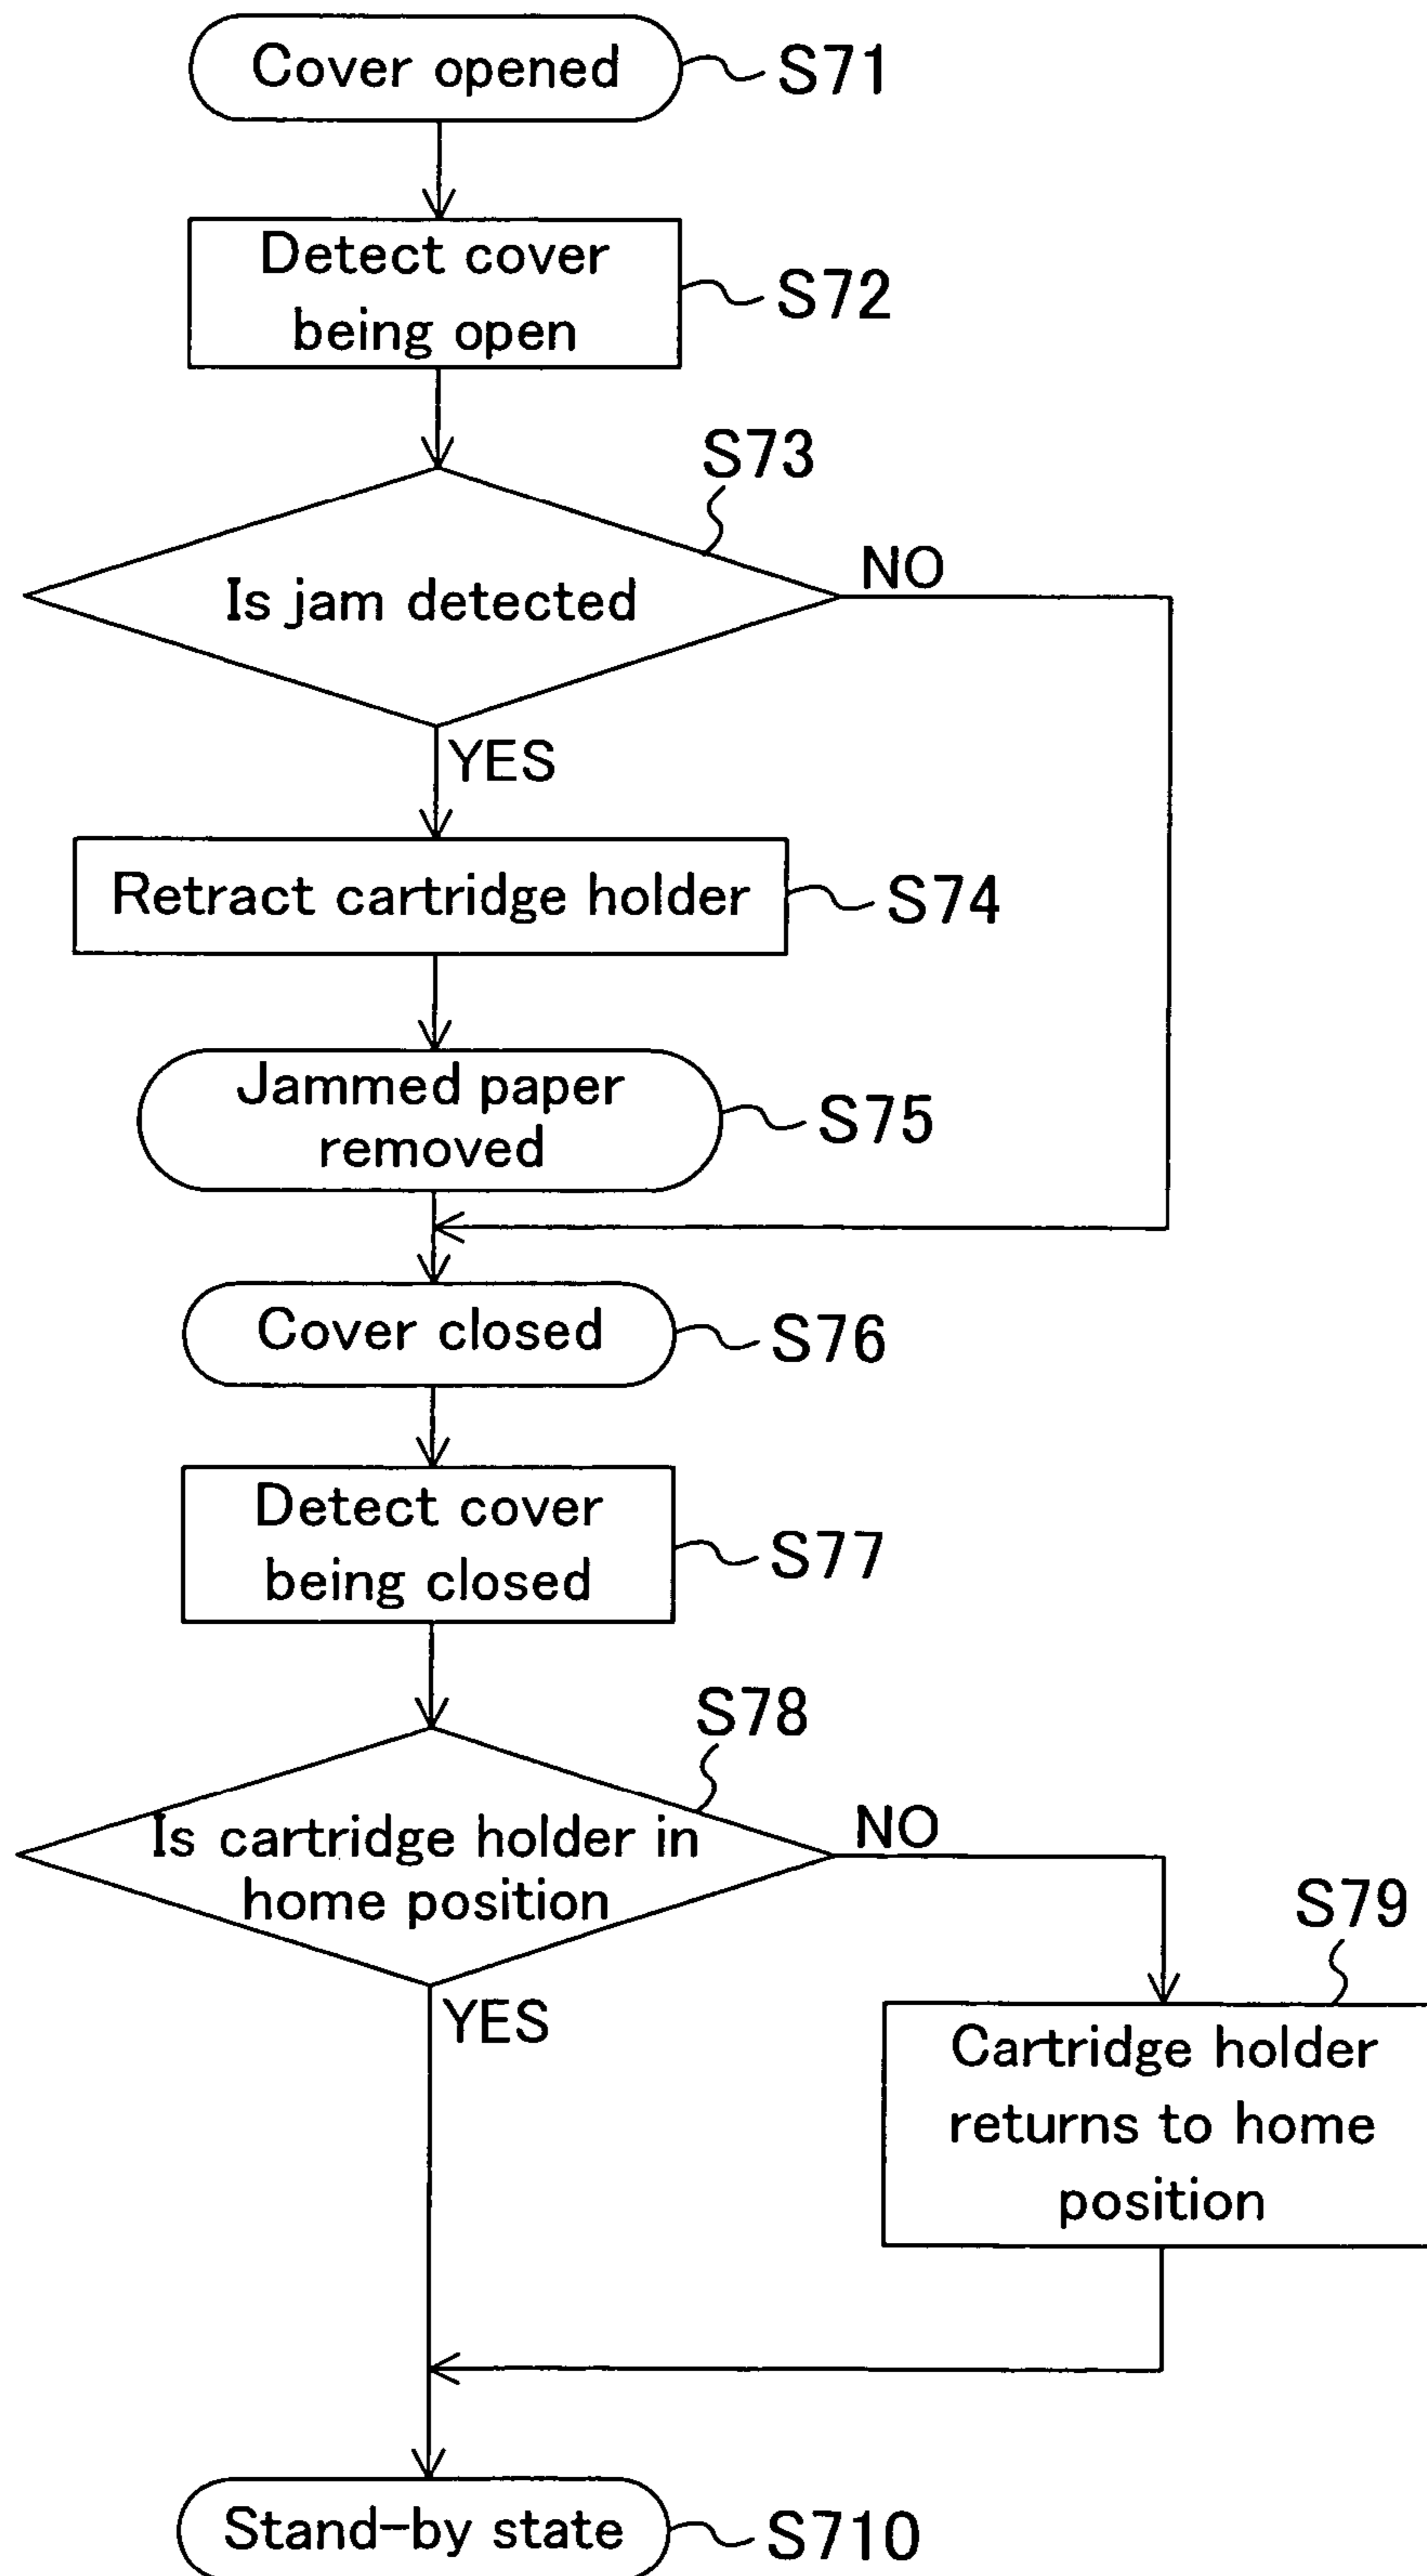 Cover opened
S71
Detect cover
being open
S72
S73
Is jam detected
NO
YES
Retract cartridge holder
S74
Jammed paper
removed
S75
Cover closed
S76
Detect cover
being closed
S77
S78
Is cartridge holder in
home position
NO
YES
S79
Cartridge holder
returns to home
position
Stand-by state
S710